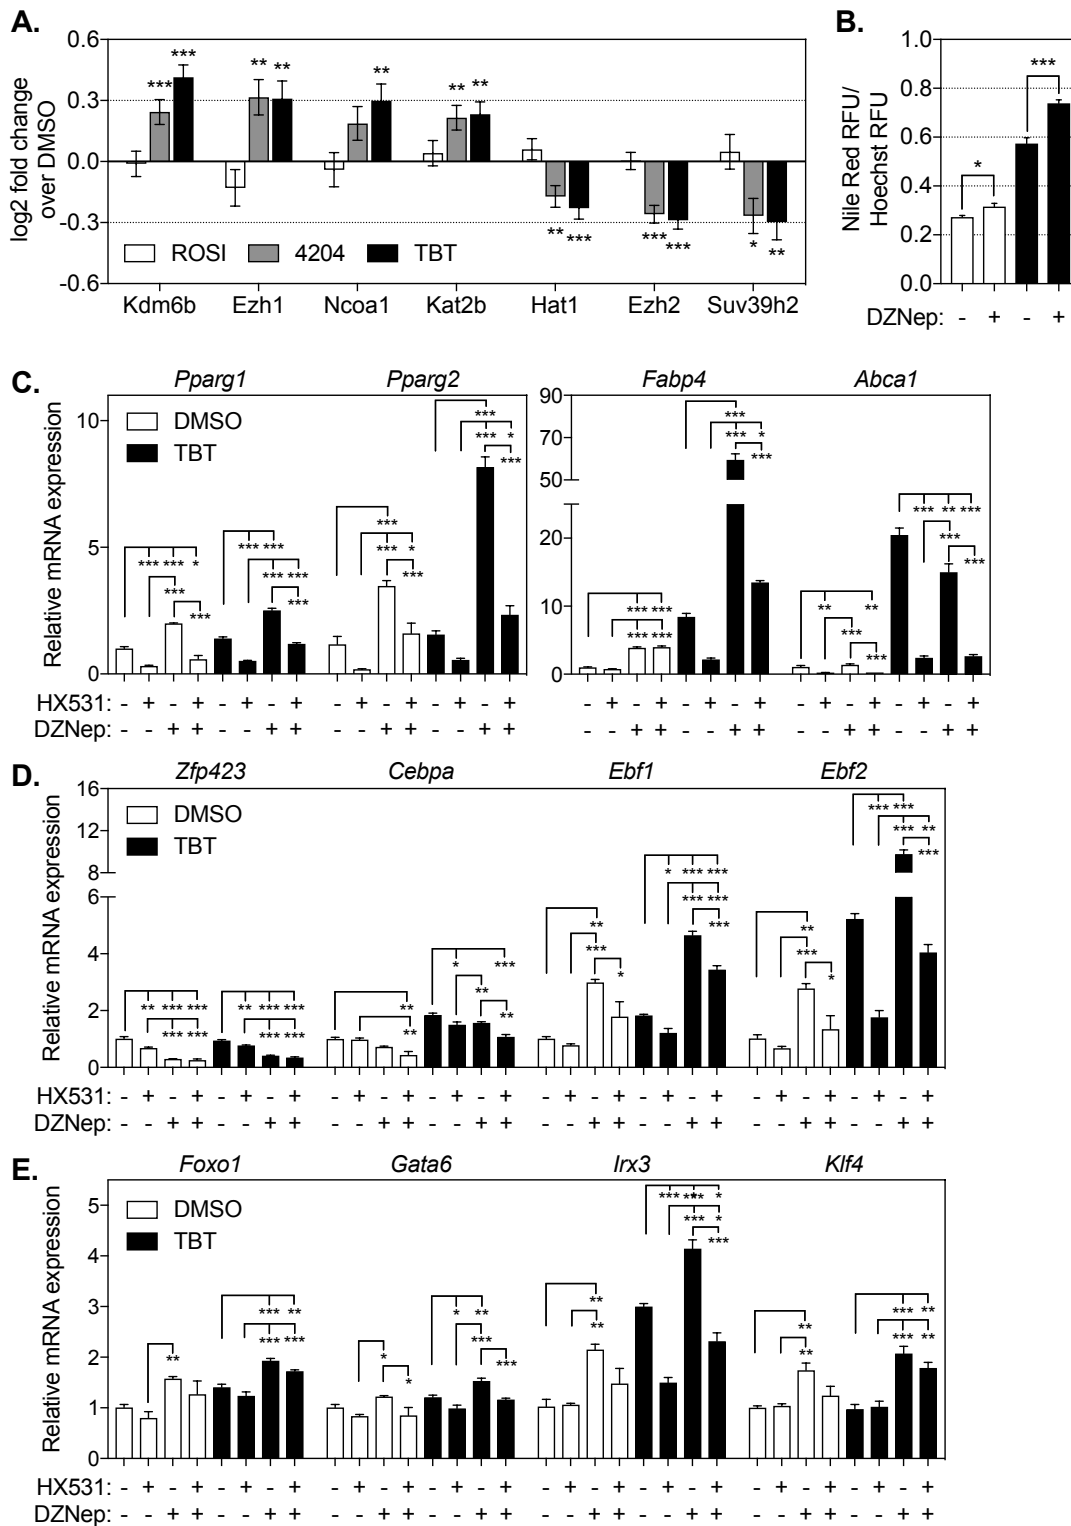 A.
B.
0.6
0.3
0.0
-0.3
-0.6
log2 fold change
over DMSO
*** *** ** ** ** ** **
** *** *** *** * **
ROSI 4204 TBT
Kdm6b Ezh1 Ncoa1 Kat2b Hat1 Ezh2 Suv39h2
1.0
0.8
0.6
0.4
0.2
0.0
Nile Red RFU/
Hoechst RFU
* ***
DZNep: - + - +
C.
Pparg1 Pparg2 Fabp4 Abca1
Relative mRNA expression
10
5
0
90
70
50
20
10
0
DMSO
TBT
*** *** *
***
***
*** ***
*** ***
***
***
*** *
***
***
*** *
***
*** ***
*** ***
***
*** *
***
** **
***
***
*** ** ***
***
***
HX531: - + - + - + - + - + - + - + - + - + - + - + - + - + - + - + - +
DZNep: - - + + - - + + - - + + - - + + - - + + - - + + - - + + - - + +
D.
Zfp423 Cebpa Ebf1 Ebf2
Relative mRNA expression
16
12
8
6
4
2
0
DMSO
TBT
** *** ***
*** ***
** *** ***
*** ***
**
**
* ***
**
**
**
***
*
* *** ***
*** ***
***
**
***
*
*** ***
*** **
***
HX531: - + - + - + - + - + - + - + - + - + - + - + - + - + - + - + - +
DZNep: - - + + - - + + - - + + - - + + - - + + - - + + - - + + - - + +
E.
Foxo1 Gata6 Irx3 Klf4
Relative mRNA expression
5
4
3
2
1
0
DMSO
TBT
**
*** **
*** ***
*
*
* **
***
***
**
**
*** *** *
*** *
***
**
**
*** **
*** **
HX531: - + - + - + - + - + - + - + - + - + - + - + - + - + - + - + - +
DZNep: - - + + - - + + - - + + - - + + - - + + - - + + - - + + - - + +